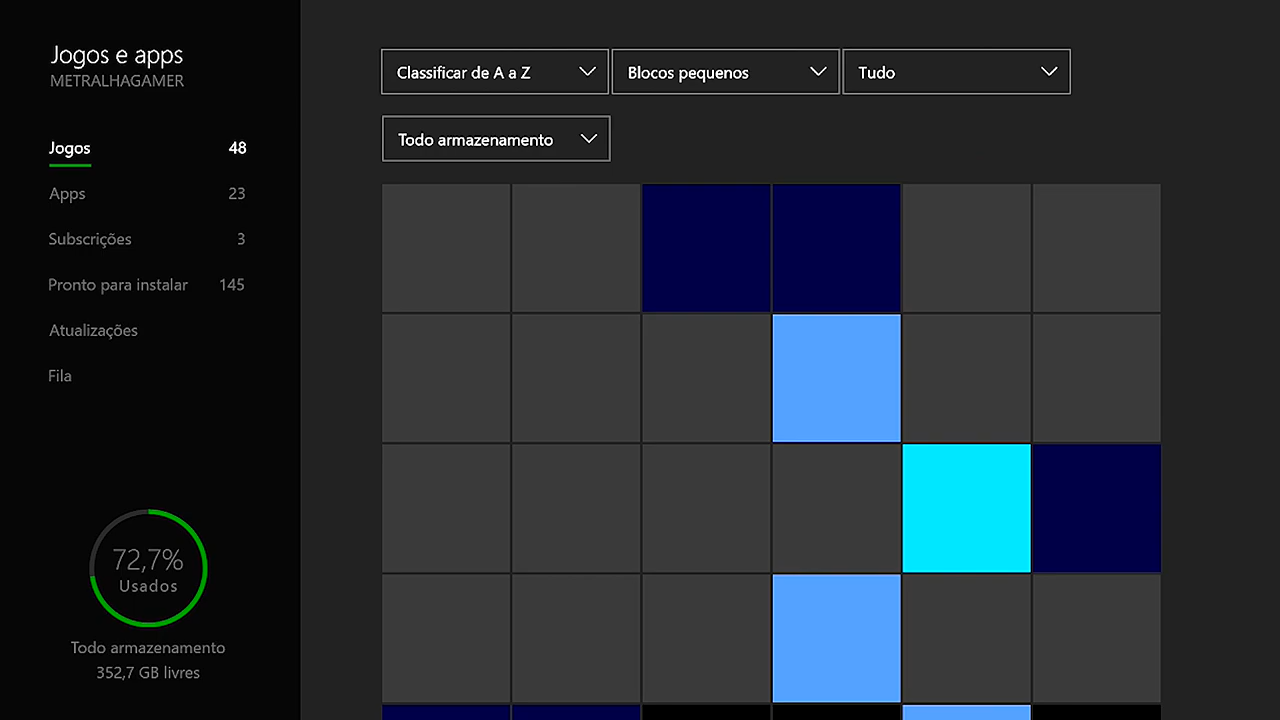 Jogos e apps
METRALHAGAMER
Jogos 48
Apps 23
Subscrições 3
Pronto para instalar 145
Atualizações
Fila
72,7%
Usados
Todo armazenamento
352,7 GB livres
Classificar de A a Z
Blocos pequenos
Tudo
Todo armazenamento